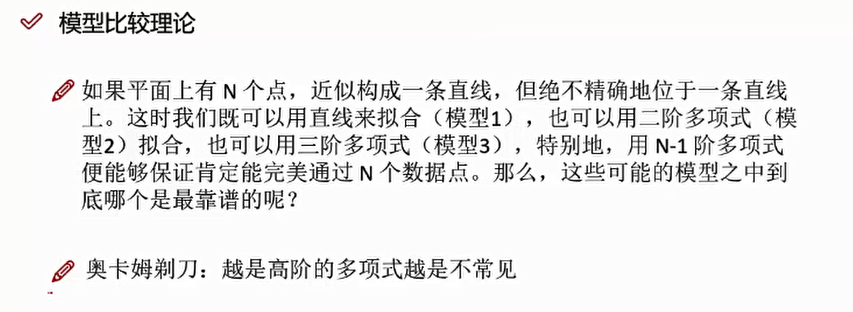 模型比较理论
如果平面上有 N 个点，近似构成一条直线，但绝不精确地位于一条直线
上。这时我们既可以用直线来拟合（模型1），也可以用二阶多项式（模
型2）拟合，也可以用三阶多项式（模型3），特别地，用 N-1 阶多项式
便能够保证肯定能完美通过 N 个数据点。那么，这些可能的模型之中到
底哪个是最靠谱的呢？
奥卡姆剃刀：越是高阶的多项式越是不常见